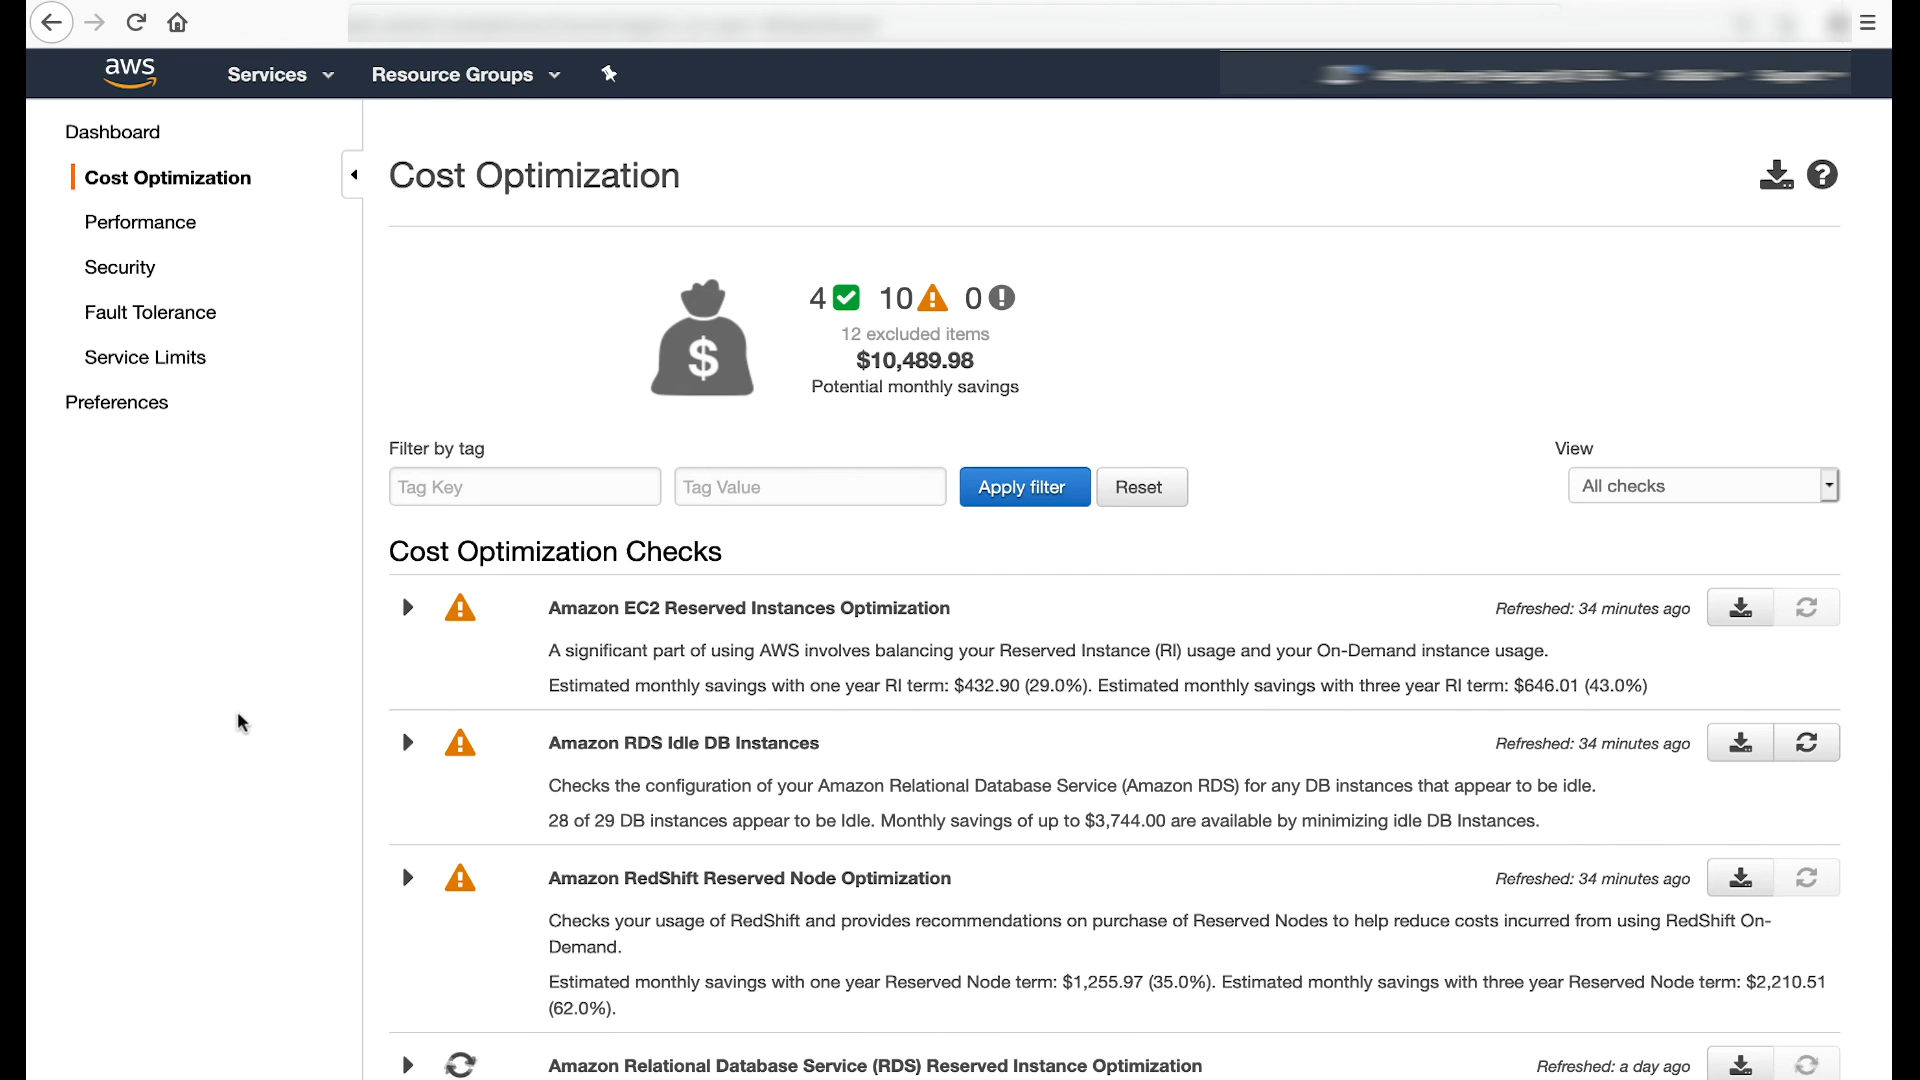 aws
Services
Resource Groups
Dashboard
Cost Optimization
Performance
Security
Fault Tolerance
Service Limits
Preferences
Cost Optimization
4 10 0
12 excluded items
$10,489.98
Potential monthly savings
Filter by tag
View
Tag Key
Tag Value
Apply filter
Reset
All checks
Cost Optimization Checks
Amazon EC2 Reserved Instances Optimization
Refreshed: 34 minutes ago
A significant part of using AWS involves balancing your Reserved Instance (RI) usage and your On-Demand instance usage.
Estimated monthly savings with one year RI term: $432.90 (29.0%). Estimated monthly savings with three year RI term: $646.01 (43.0%)
Amazon RDS Idle DB Instances
Refreshed: 34 minutes ago
Checks the configuration of your Amazon Relational Database Service (Amazon RDS) for any DB instances that appear to be idle.
28 of 29 DB instances appear to be Idle. Monthly savings of up to $3,744.00 are available by minimizing idle DB Instances.
Amazon RedShift Reserved Node Optimization
Refreshed: 34 minutes ago
Checks your usage of RedShift and provides recommendations on purchase of Reserved Nodes to help reduce costs incurred from using RedShift On-
Demand.
Estimated monthly savings with one year Reserved Node term: $1,255.97 (35.0%). Estimated monthly savings with three year Reserved Node term: $2,210.51
(62.0%).
Amazon Relational Database Service (RDS) Reserved Instance Optimization
Refreshed: a day ago